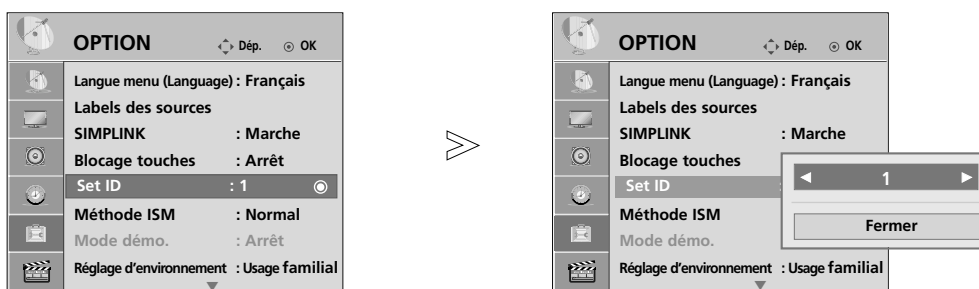 OPTION Dép. OK
Langue menu (Language) : Français
Labels des sources
SIMPLINK : Marche
Blocage touches : Arrêt
Set ID : 1
Méthode ISM : Normal
Mode démo. : Arrêt
Réglage d'environnement : Usage familial
OPTION Dép. OK
Langue menu (Language) : Français
Labels des sources
SIMPLINK : Marche
Blocage touches
Set ID :
Méthode ISM
Mode démo.
Réglage d'environnement : Usage familial
1
Fermer